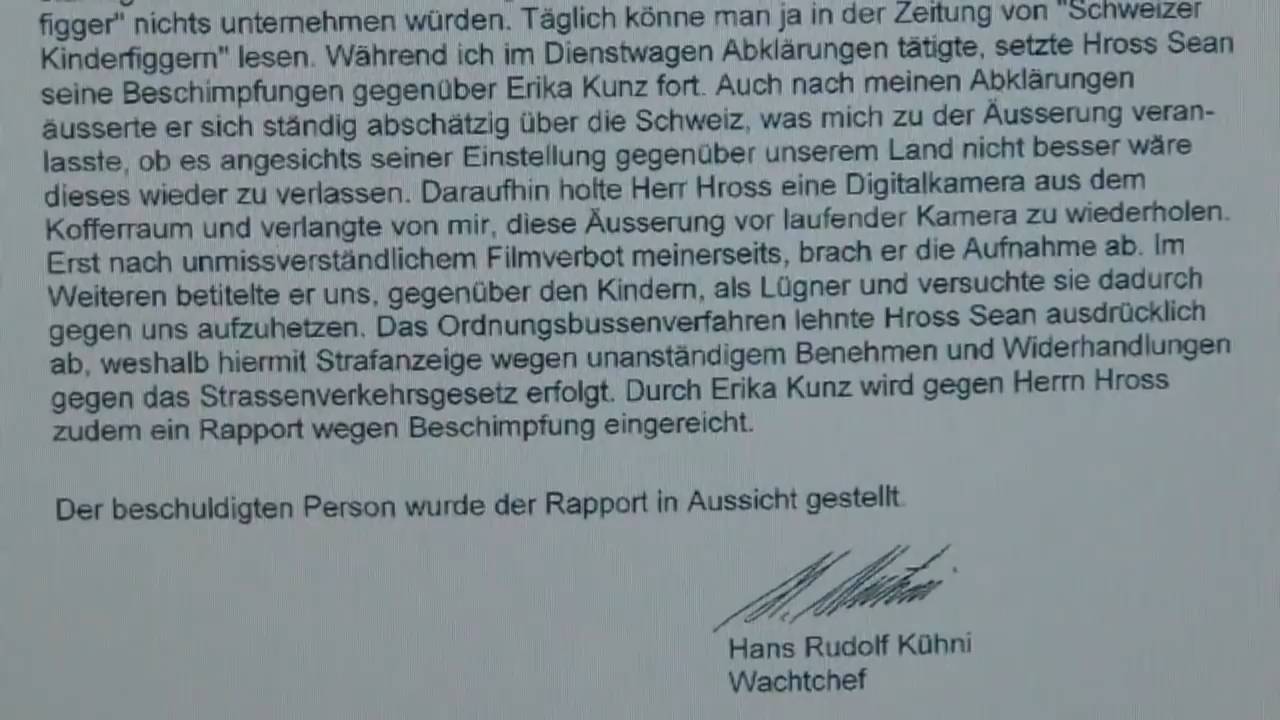 figger" nichts unternehmen würden. Täglich könne man ja in der Zeitung von "Schweizer
Kinderfiggern" lesen. Während ich im Dienstwagen Abklärungen tätigte, setzte Hross Sean
seine Beschimpfungen gegenüber Erika Kunz fort. Auch nach meinen Abklärungen
äusserte er sich ständig abschätzig über die Schweiz, was mich zu der Äusserung veran-
lasste, ob es angesichts seiner Einstellung gegenüber unserem Land nicht besser wäre
dieses wieder zu verlassen. Daraufhin holte Herr Hross eine Digitalkamera aus dem
Kofferraum und verlangte von mir, diese Äusserung vor laufender Kamera zu wiederholen.
Erst nach unmissverständlichem Filmverbot meinerseits, brach er die Aufnahme ab. Im
Weiteren betitelte er uns, gegenüber den Kindern, als Lügner und versuchte sie dadurch
gegen uns aufzuhetzen. Das Ordnungsbussenverfahren lehnte Hross Sean ausdrücklich
ab, weshalb hiermit Strafanzeige wegen unanständigem Benehmen und Widerhandlungen
gegen das Strassenverkehrsgesetz erfolgt. Durch Erika Kunz wird gegen Herrn Hross
zudem ein Rapport wegen Beschimpfung eingereicht.
Der beschuldigten Person wurde der Rapport in Aussicht gestellt.
Hans Rudolf Kühni
Wachtchef